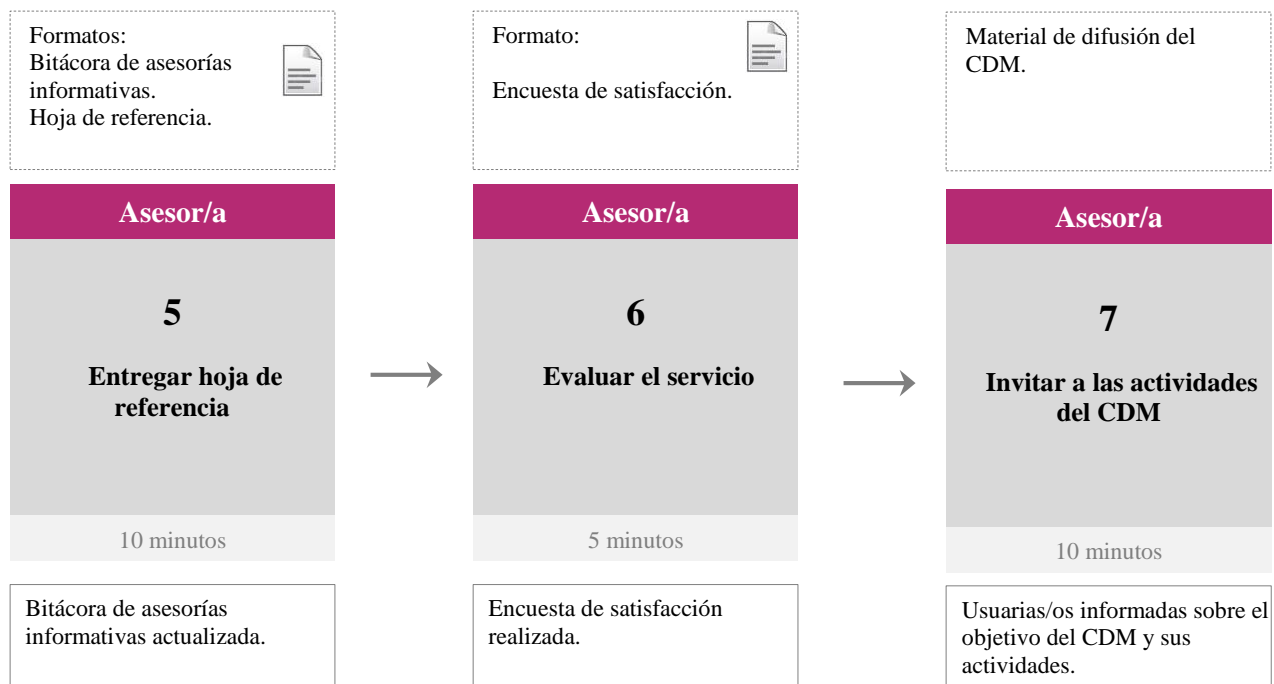 Formatos:
Bitácora de asesorías
informativas.
Hoja de referencia.
Asesor/a
5
Entregar hoja de
referencia
10 minutos
Bitácora de asesorías
informativas actualizada.
Formato:
Encuesta de satisfacción.
Asesor/a
6
Evaluar el servicio
5 minutos
Encuesta de satisfacción
realizada.
Material de difusión del
CDM.
Asesor/a
7
Invitar a las actividades
del CDM
10 minutos
Usuarias/os informadas sobre el
objetivo del CDM y sus
actividades.